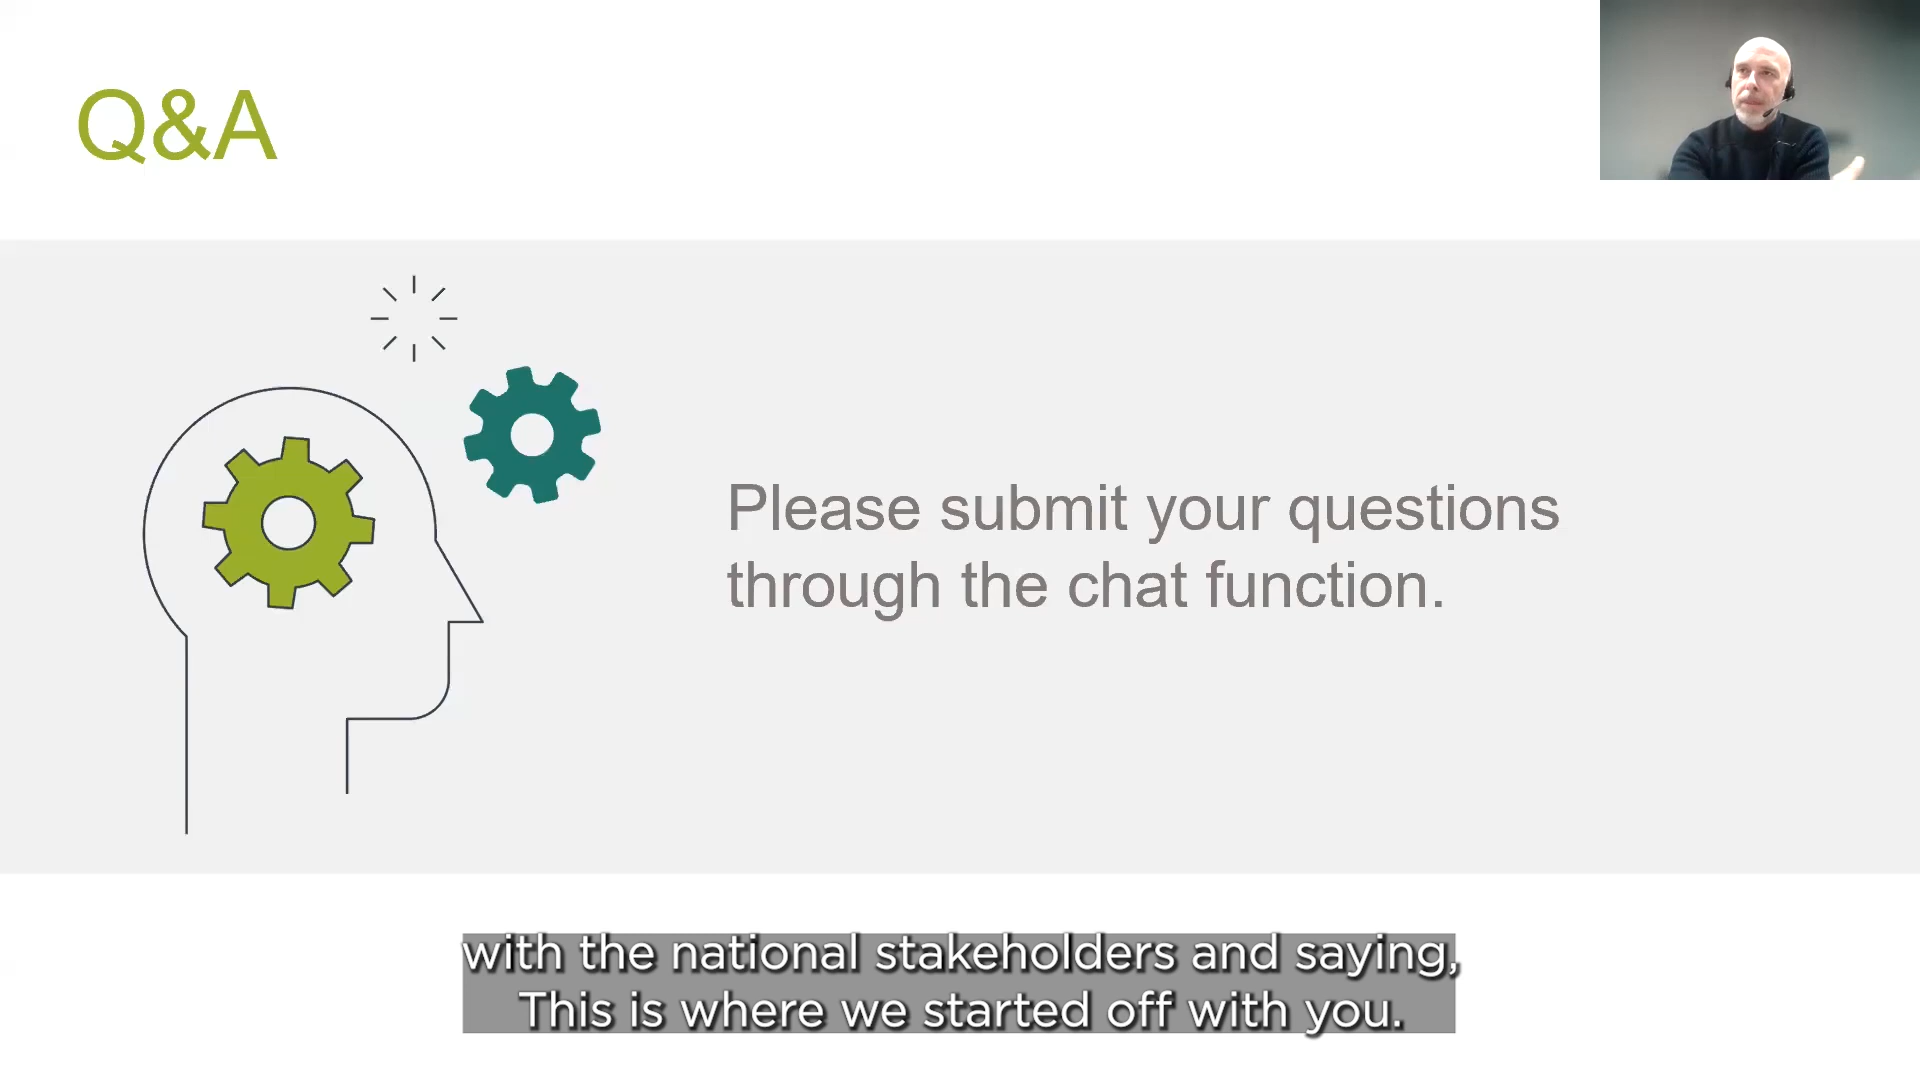 Q&A
Please submit your questions
through the chat function.
with the national stakeholders and saying,
This is where we started off with you.